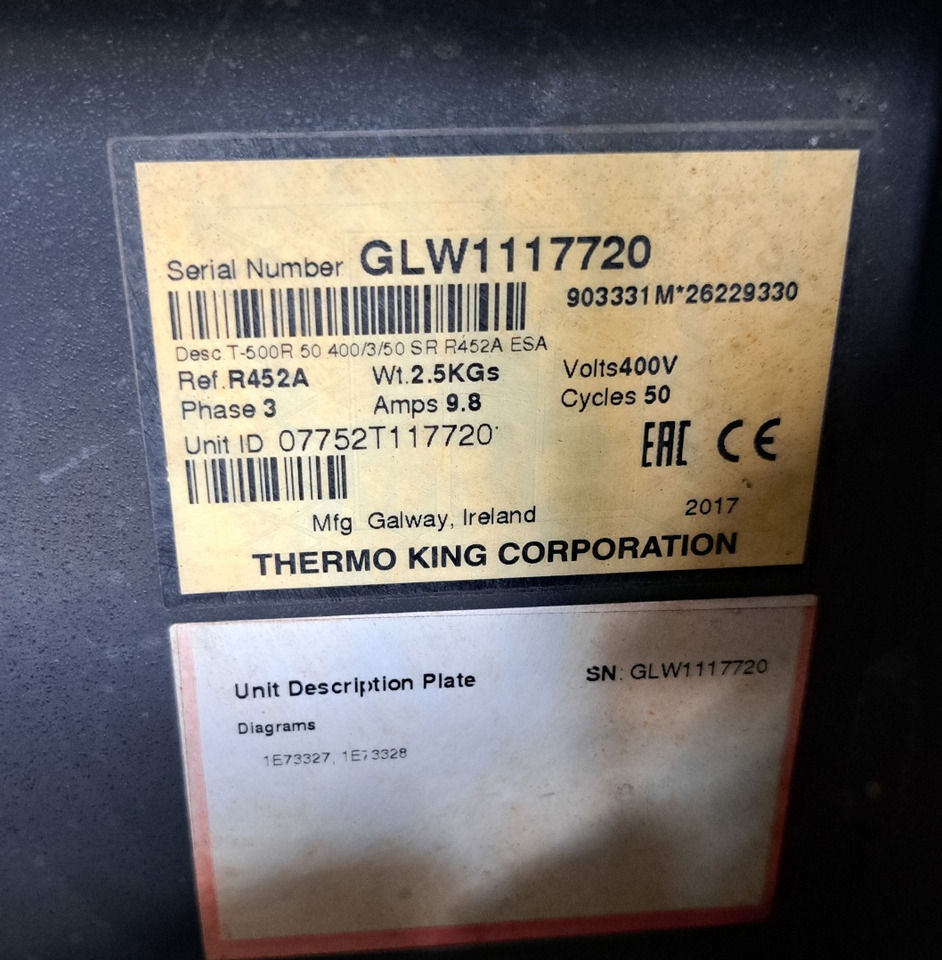 Serial Number GLW1117720
903331M*26229330
Desc.T-500R 50 400/3/50 SR R452A ESA
Ref.R452A Wt.2.5KGs Volts400V
Phase 3 Amps 9.8 Cycles 50
Unit ID 07752T117720
EAC CE
Mfg Galway, Ireland 2017
THERMO KING CORPORATION
Unit Description Plate SN: GLW1117720
Diagrams
1E73327, 1E73328